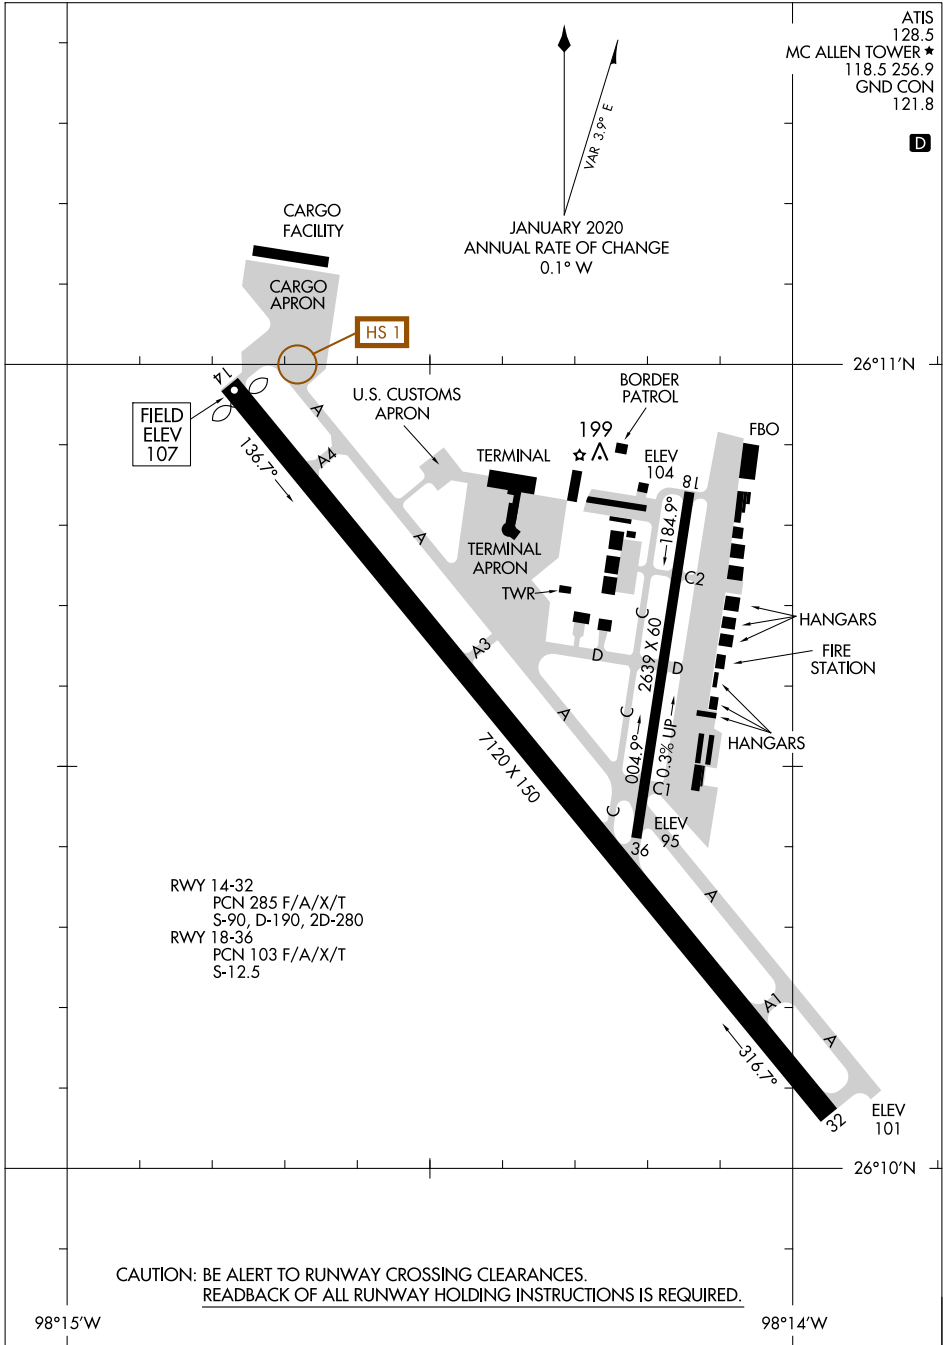 ATIS
128.5
MC ALLEN TOWER ★
118.5 256.9
GND CON
121.8
D
VAR 3.9° E
JANUARY 2020
ANNUAL RATE OF CHANGE
0.1° W
CARGO
FACILITY
CARGO
APRON
HS 1
26°11'N
14
FIELD
ELEV
107
136.7°
A
A4
U.S. CUSTOMS
APRON
BORDER
PATROL
199
TERMINAL
ELEV
104
FBO
18
184.9°
A
TERMINAL
APRON
TWR
C2
C
HANGARS
2639 X 60
FIRE
STATION
A3
D
D
A
C
004.9°
0.3% UP
HANGARS
7120 X 150
C1
C
ELEV
95
36
A
RWY 14-32
PCN 285 F/A/X/T
S-90, D-190, 2D-280
RWY 18-36
PCN 103 F/A/X/T
S-12.5
A1
A
316.7°
32
ELEV
101
26°10'N
CAUTION: BE ALERT TO RUNWAY CROSSING CLEARANCES.
READBACK OF ALL RUNWAY HOLDING INSTRUCTIONS IS REQUIRED.
98°15'W
98°14'W